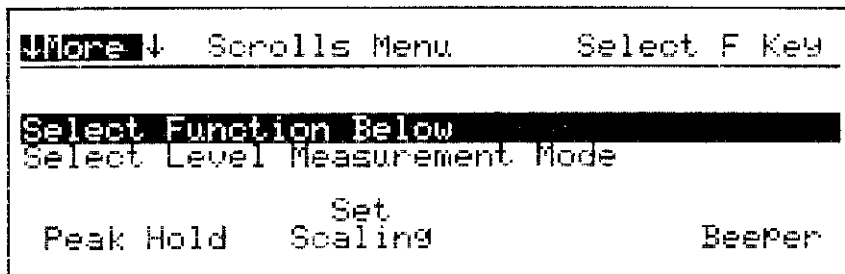 ↓More↓ Scrolls Menu Select F Key
Select Function Below
Select Level Measurement Mode
Set
Peak Hold Scaling Beeper